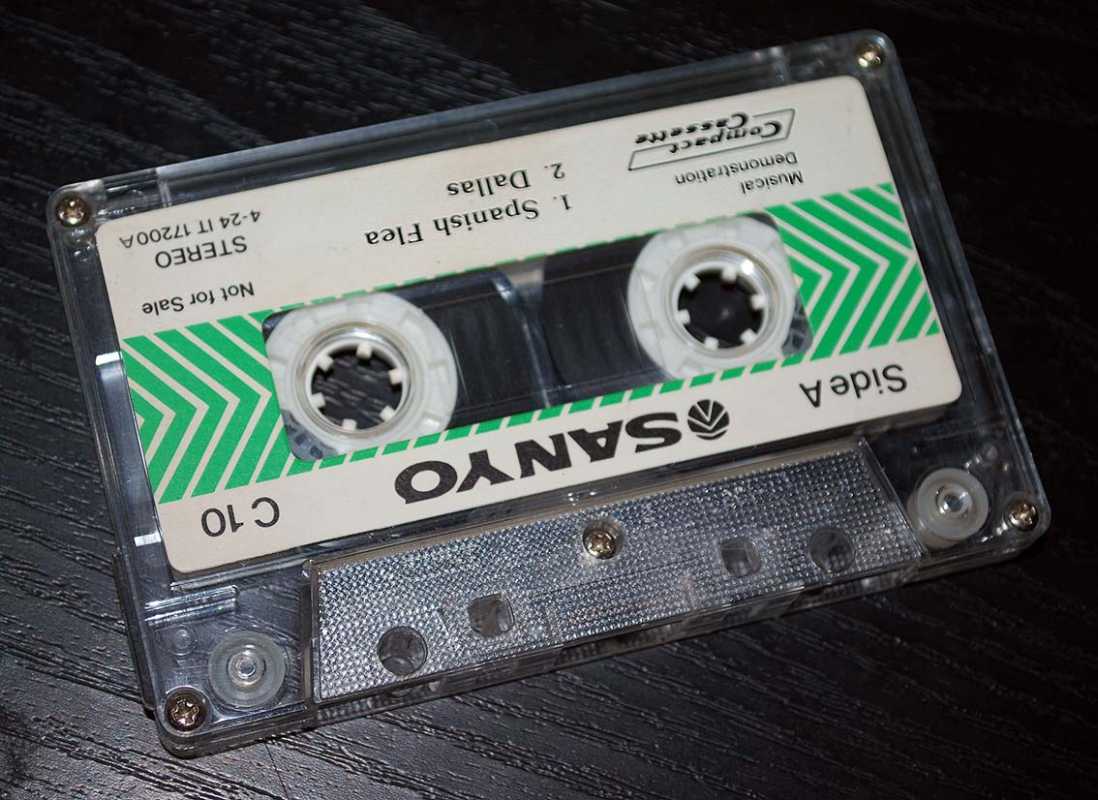 Side A
SANYO
C 10
Musical
Demonstration
Compact
Cassette
1. Spanish Flea
2. Dallas
Not for Sale
STEREO
4-24 IT 17200A